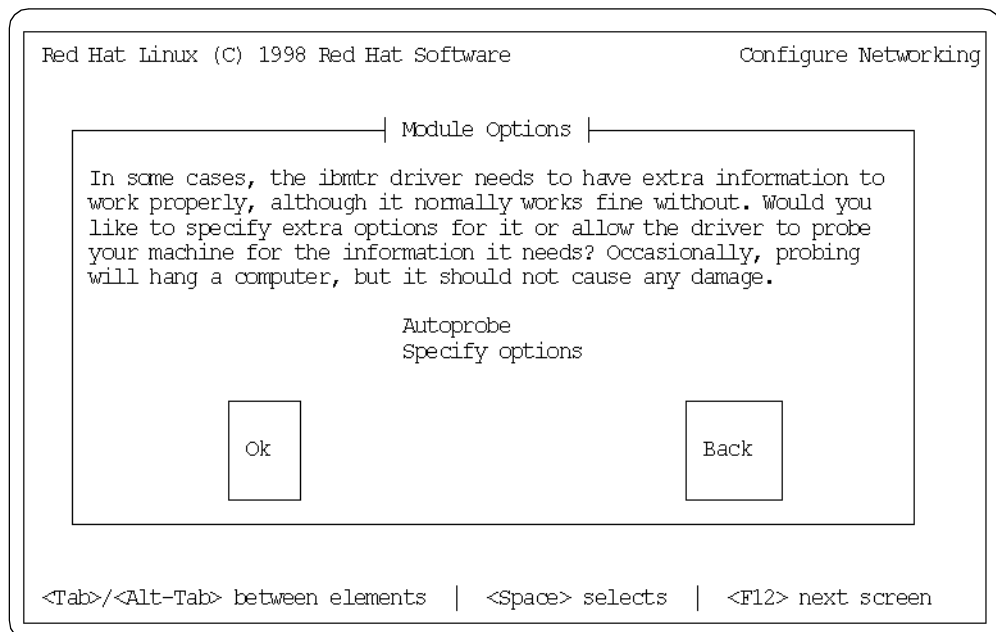 Red Hat Linux (C) 1998 Red Hat Software Configure Networking
Module Options
In some cases, the ibmtr driver needs to have extra information to
work properly, although it normally works fine without. Would you
like to specify extra options for it or allow the driver to probe
your machine for the information it needs? Occasionally, probing
will hang a computer, but it should not cause any damage.
Autoprobe
Specify options
Ok Back
<Tab>/<Alt-Tab> between elements | <Space> selects | <F12> next screen